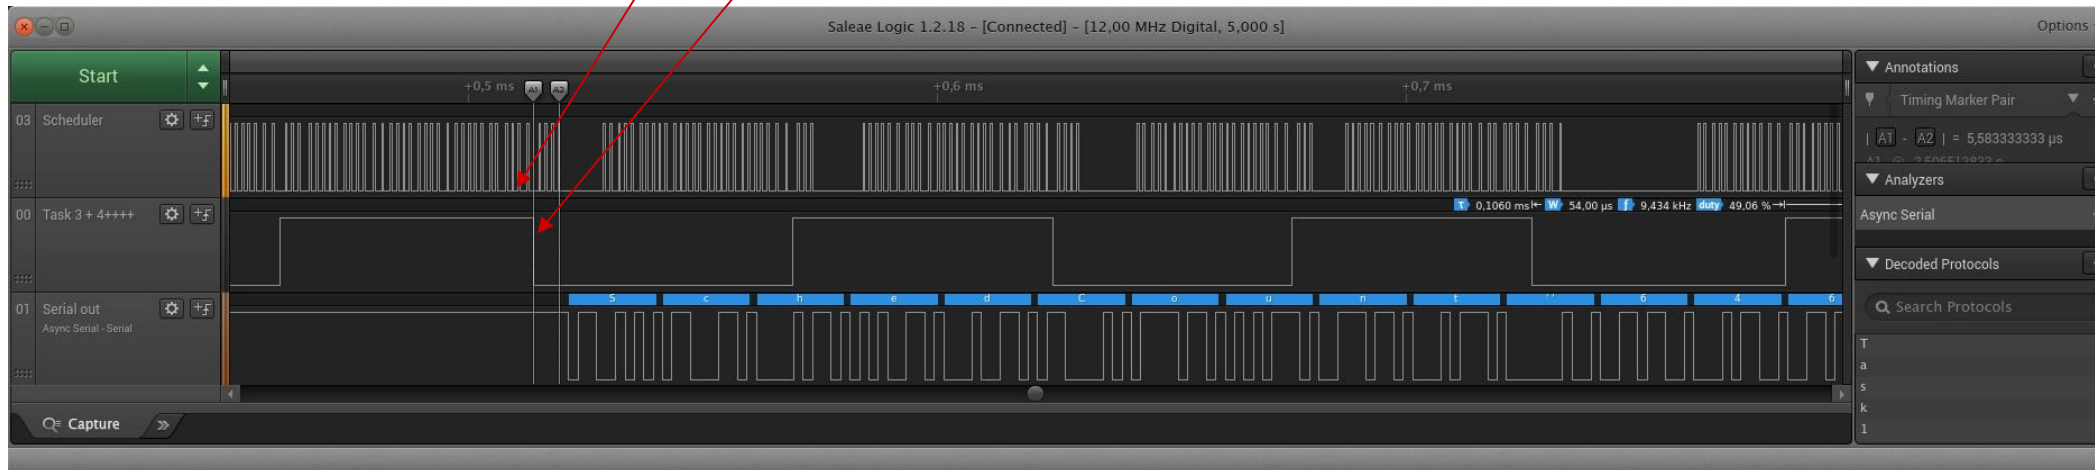 Saleae Logic 1.2.18 – [Connected] – [12,00 MHz Digital, 5,000 s]
Options
Start
+0,5 ms
A1
A2
+0,6 ms
+0,7 ms
03 Scheduler
00 Task 3 + 4++++
T 0,1060 ms W 54,00 µs f 9,434 kHz duty 49,06 %
01 Serial out
Async Serial - Serial
S c h e d C o u n t ' ' 6 4 6
Capture
Annotations
Timing Marker Pair
| A1 - A2 | = 5,583333333 µs
A1 @ 2,506513833 s
Analyzers
Async Serial
Decoded Protocols
Search Protocols
T
a
s
k
1